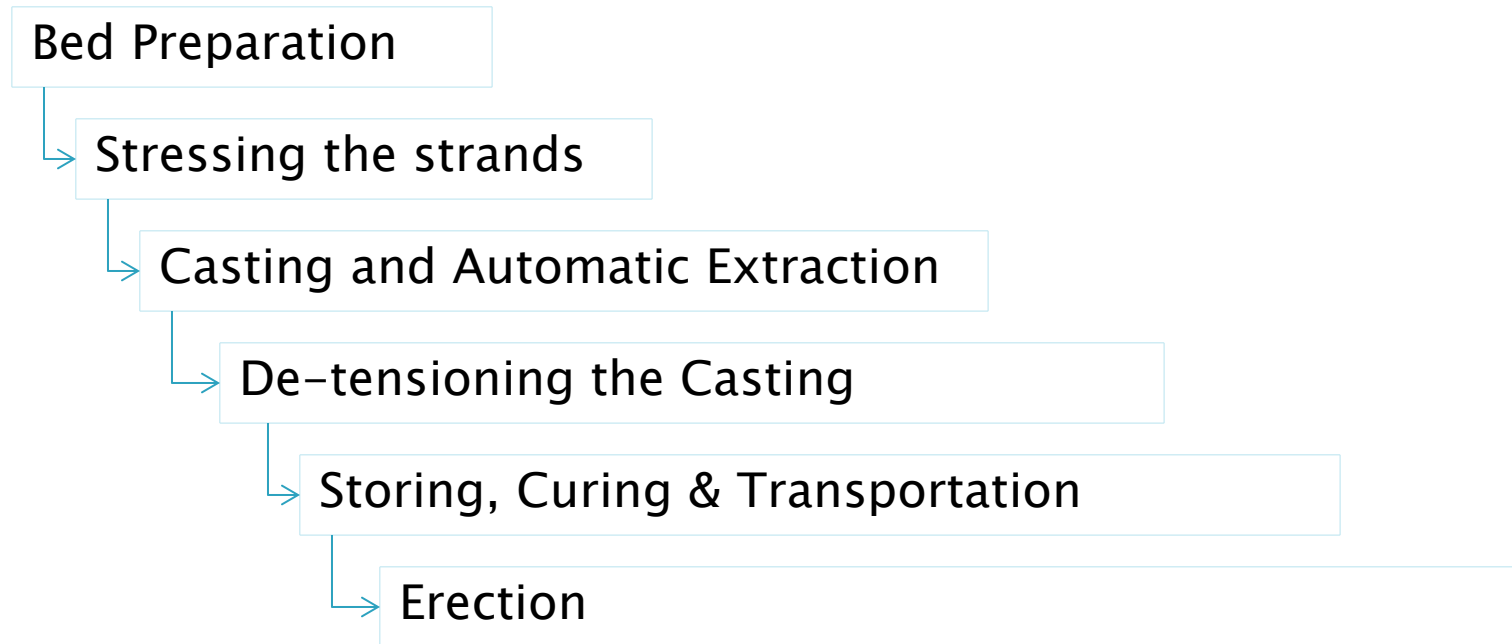 Bed Preparation
Stressing the strands
Casting and Automatic Extraction
De-tensioning the Casting
Storing, Curing & Transportation
Erection